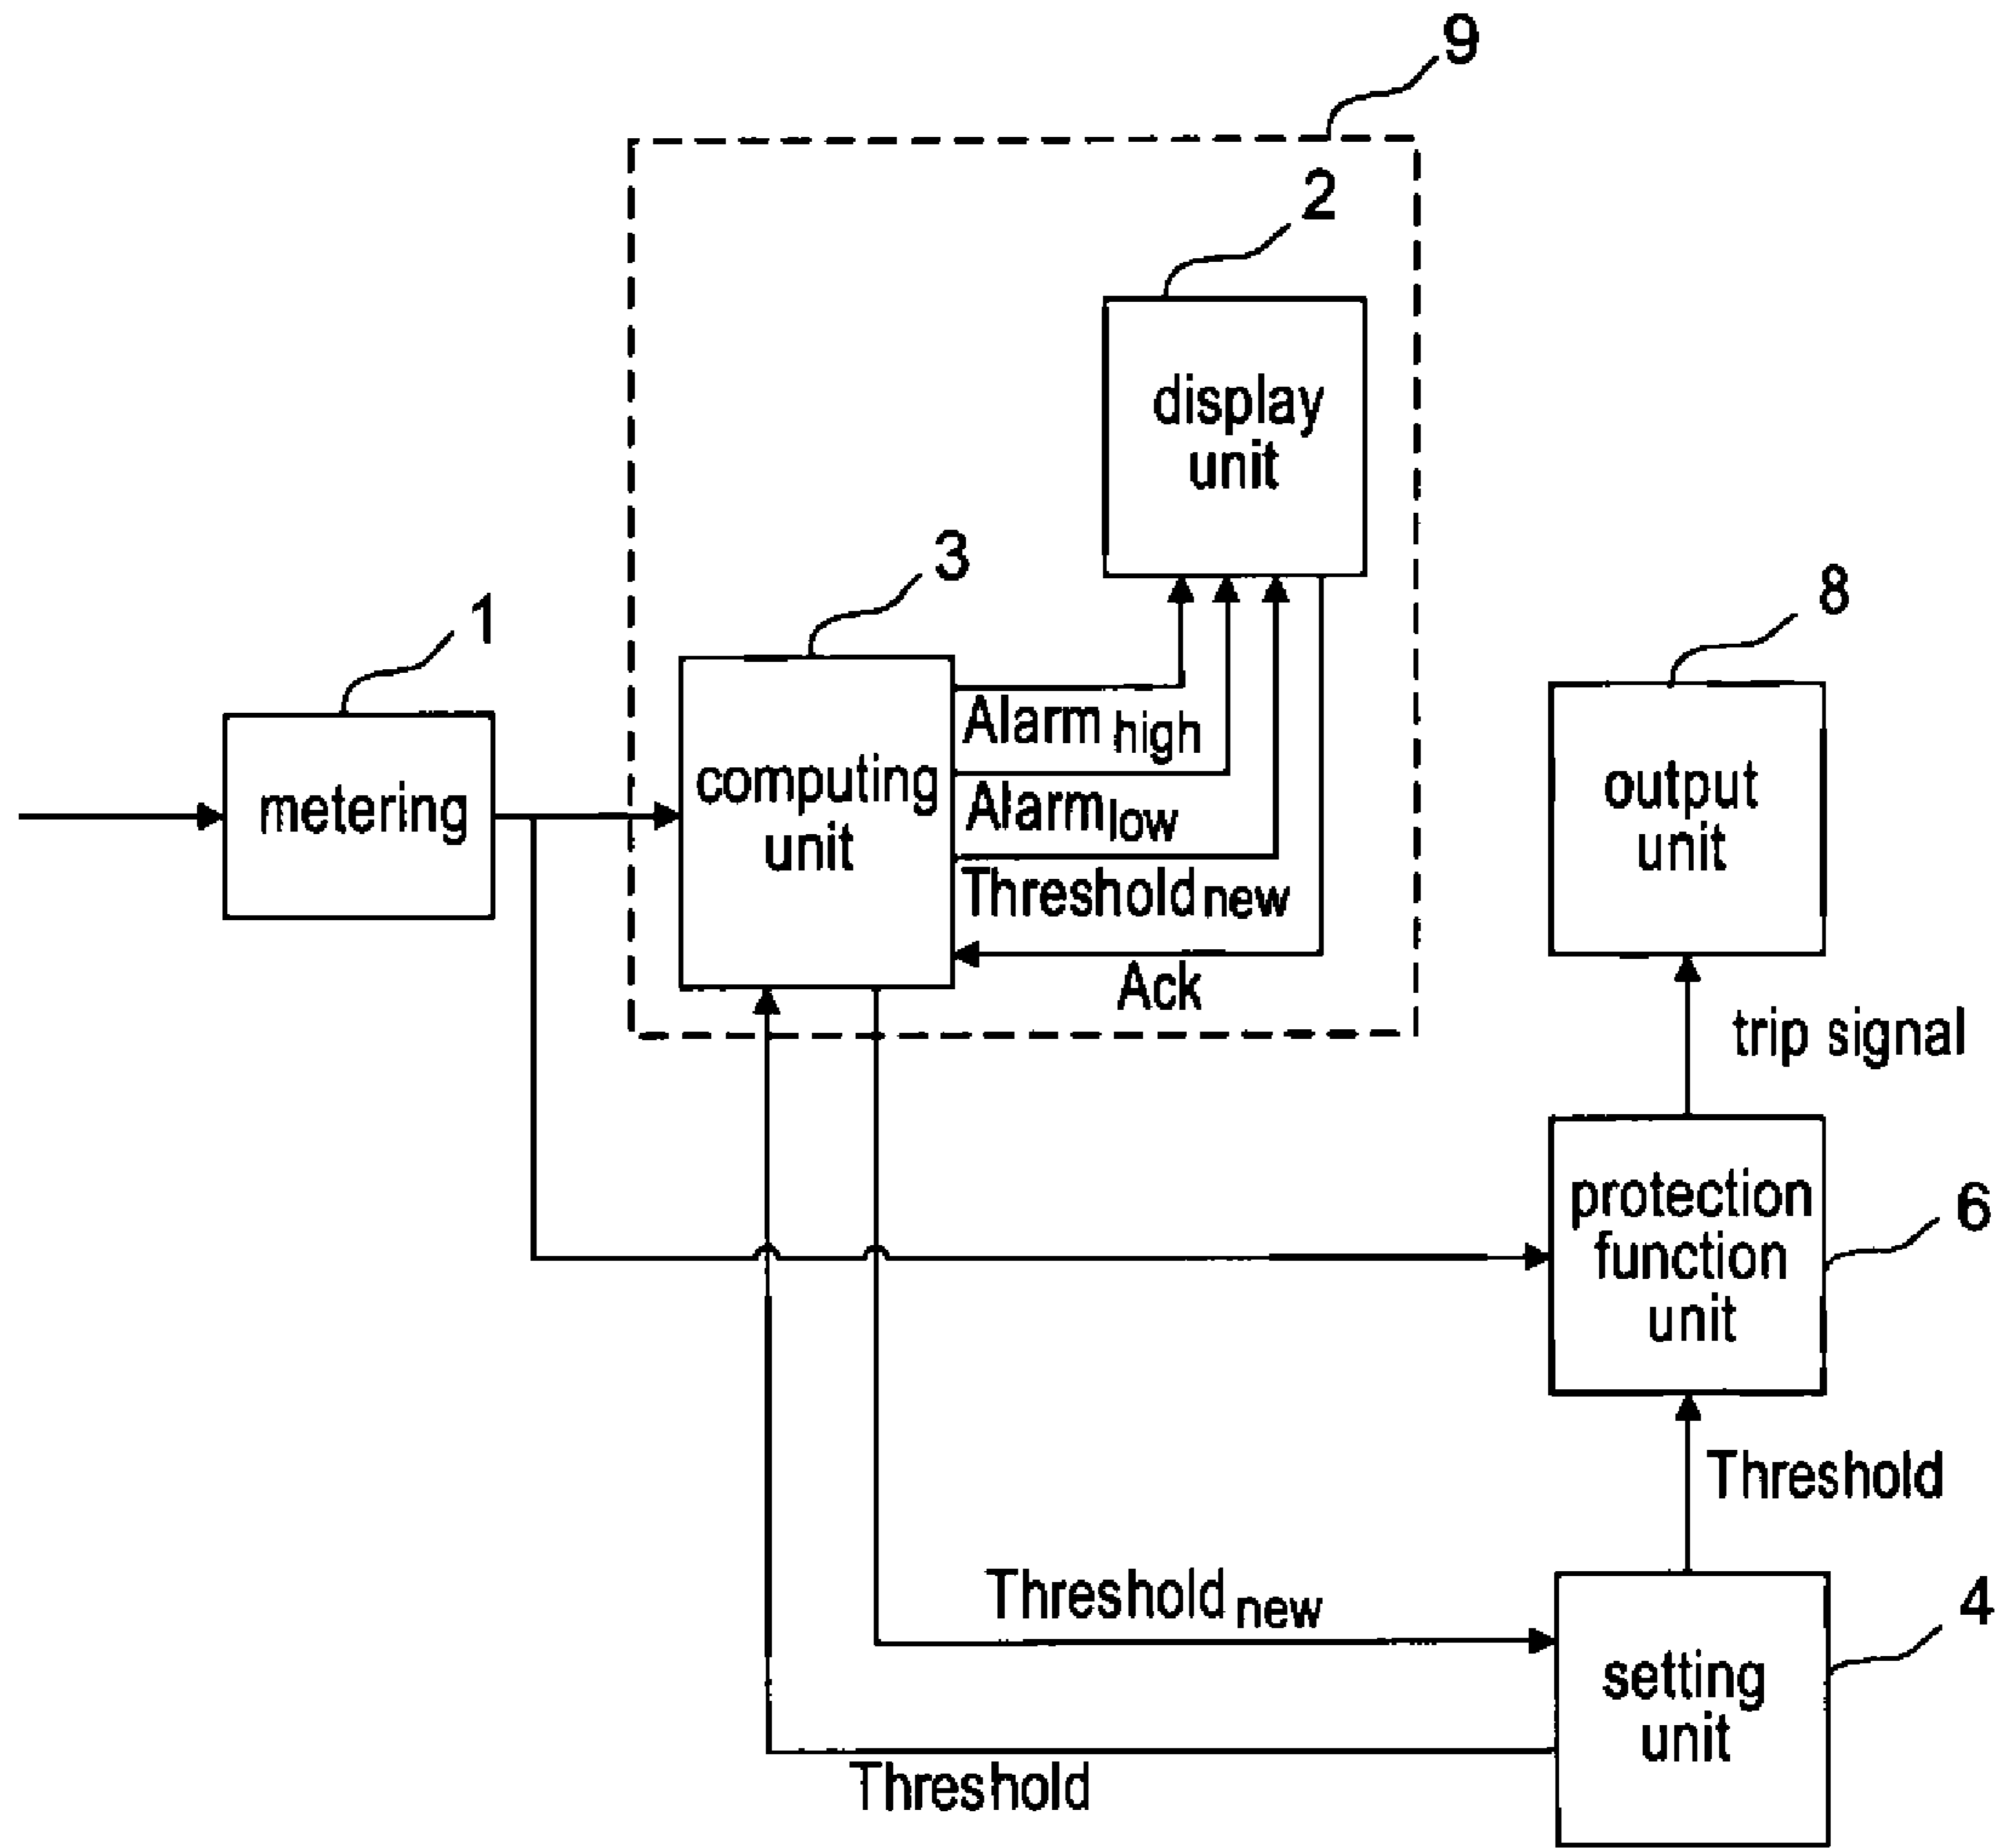 9
2
display
unit
3
1
8
Alarm high
computing
unit
metering
Alarm low
Threshold new
Ack
output
unit
trip signal
protection
function
unit
6
Threshold
Threshold new
4
setting
unit
Threshold